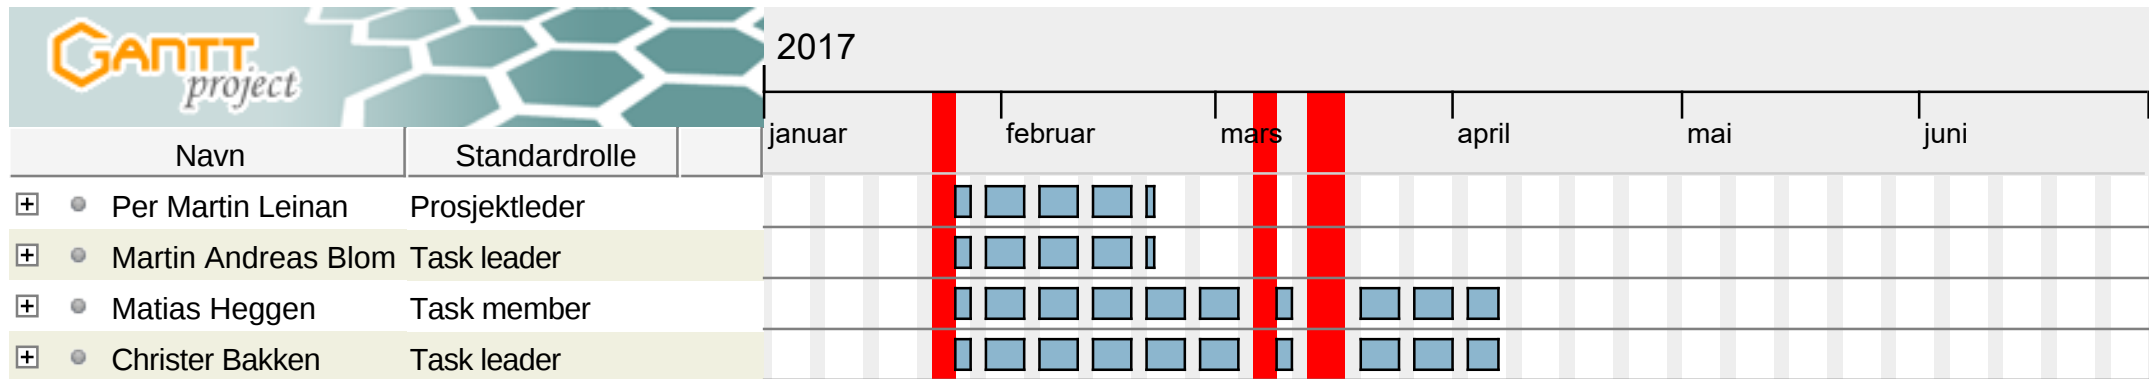 GANTT
project
2017
januar februar mars april mai juni
Navn Standardrolle
Per Martin Leinan Prosjektleder
Martin Andreas Blom Task leader
Matias Heggen Task member
Christer Bakken Task leader